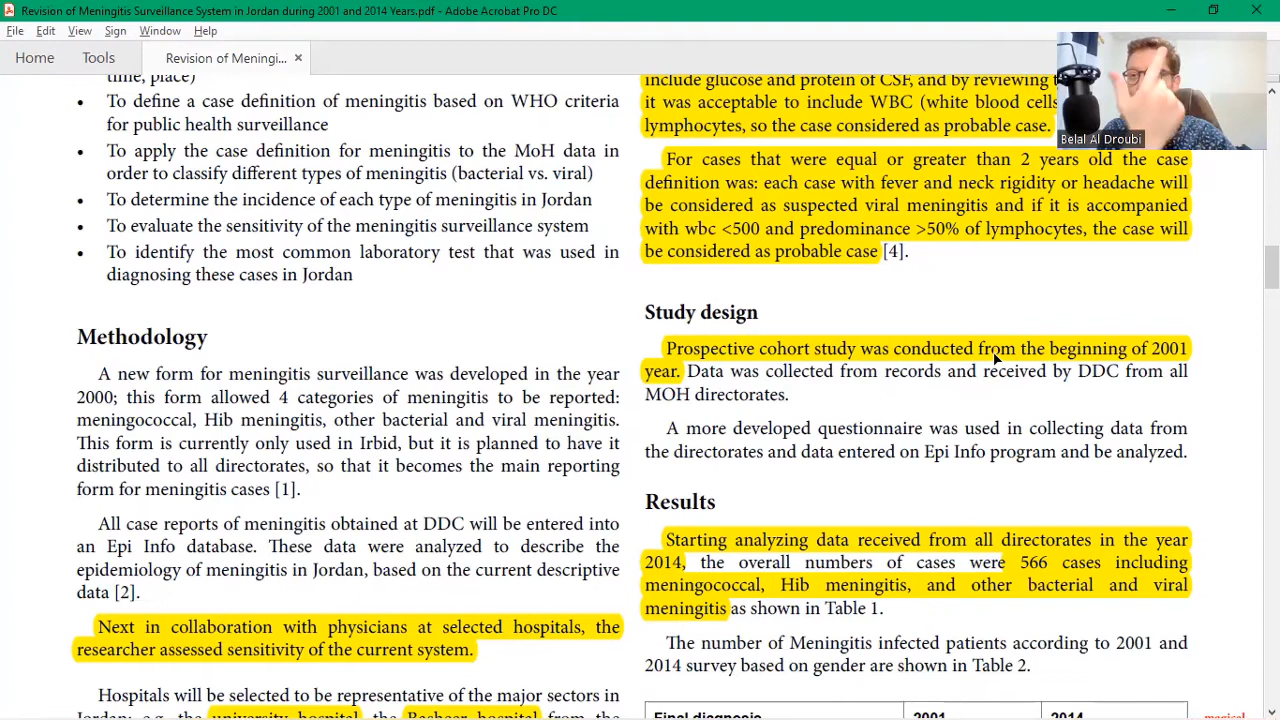 Revision of Meningitis Surveillance System in Jordan during 2001 and 2014 Years.pdf - Adobe Acrobat Pro DC
File Edit View Sign Window Help
Home Tools Revision of Meningi... ×
Belal Al Droubi
time, place)
• To define a case definition of meningitis based on WHO criteria
for public health surveillance
• To apply the case definition for meningitis to the MoH data in
order to classify different types of meningitis (bacterial vs. viral)
• To determine the incidence of each type of meningitis in Jordan
• To evaluate the sensitivity of the meningitis surveillance system
• To identify the most common laboratory test that was used in
diagnosing these cases in Jordan
Methodology
A new form for meningitis surveillance was developed in the year
2000; this form allowed 4 categories of meningitis to be reported:
meningococcal, Hib meningitis, other bacterial and viral meningitis.
This form is currently only used in Irbid, but it is planned to have it
distributed to all directorates, so that it becomes the main reporting
form for meningitis cases [1].
All case reports of meningitis obtained at DDC will be entered into
an Epi Info database. These data were analyzed to describe the
epidemiology of meningitis in Jordan, based on the current descriptive
data [2].
Next in collaboration with physicians at selected hospitals, the
researcher assessed sensitivity of the current system.
Hospitals will be selected to be representative of the major sectors in
Jordan; e.g. the university hospital, the Basheer hospital from the
include glucose and protein of CSF, and by reviewing
it was acceptable to include WBC (white blood cells
lymphocytes, so the case considered as probable case.
For cases that were equal or greater than 2 years old the case
definition was: each case with fever and neck rigidity or headache will
be considered as suspected viral meningitis and if it is accompanied
with wbc <500 and predominance >50% of lymphocytes, the case will
be considered as probable case [4].
Study design
Prospective cohort study was conducted from the beginning of 2001
year. Data was collected from records and received by DDC from all
MOH directorates.
A more developed questionnaire was used in collecting data from
the directorates and data entered on Epi Info program and be analyzed.
Results
Starting analyzing data received from all directorates in the year
2014, the overall numbers of cases were 566 cases including
meningococcal, Hib meningitis, and other bacterial and viral
meningitis as shown in Table 1.
The number of Meningitis infected patients according to 2001 and
2014 survey based on gender are shown in Table 2.
Final diagnosis 2001 2014